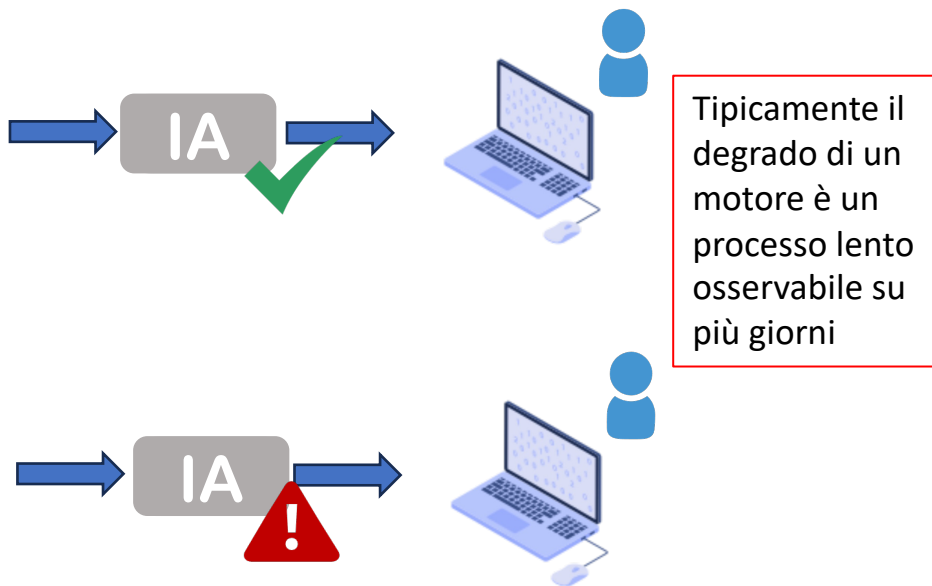 IA
Tipicamente il
degrado di un
motore è un
processo lento
osservabile su
più giorni
IA
!